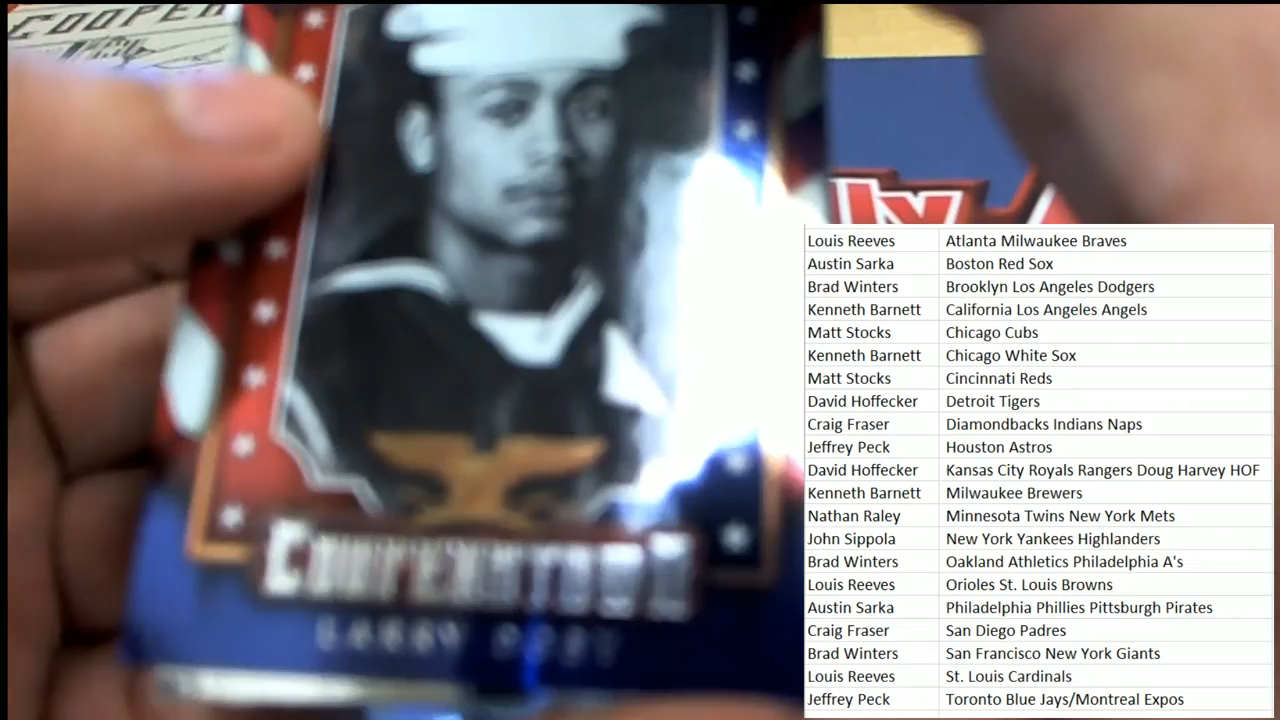 COOPER
ly
COOPERSTOWN
LARRY DOBY
Louis Reeves Atlanta Milwaukee Braves
Austin Sarka Boston Red Sox
Brad Winters Brooklyn Los Angeles Dodgers
Kenneth Barnett California Los Angeles Angels
Matt Stocks Chicago Cubs
Kenneth Barnett Chicago White Sox
Matt Stocks Cincinnati Reds
David Hoffecker Detroit Tigers
Craig Fraser Diamondbacks Indians Naps
Jeffrey Peck Houston Astros
David Hoffecker Kansas City Royals Rangers Doug Harvey HOF
Kenneth Barnett Milwaukee Brewers
Nathan Raley Minnesota Twins New York Mets
John Sippola New York Yankees Highlanders
Brad Winters Oakland Athletics Philadelphia A's
Louis Reeves Orioles St. Louis Browns
Austin Sarka Philadelphia Phillies Pittsburgh Pirates
Craig Fraser San Diego Padres
Brad Winters San Francisco New York Giants
Louis Reeves St. Louis Cardinals
Jeffrey Peck Toronto Blue Jays/Montreal Expos